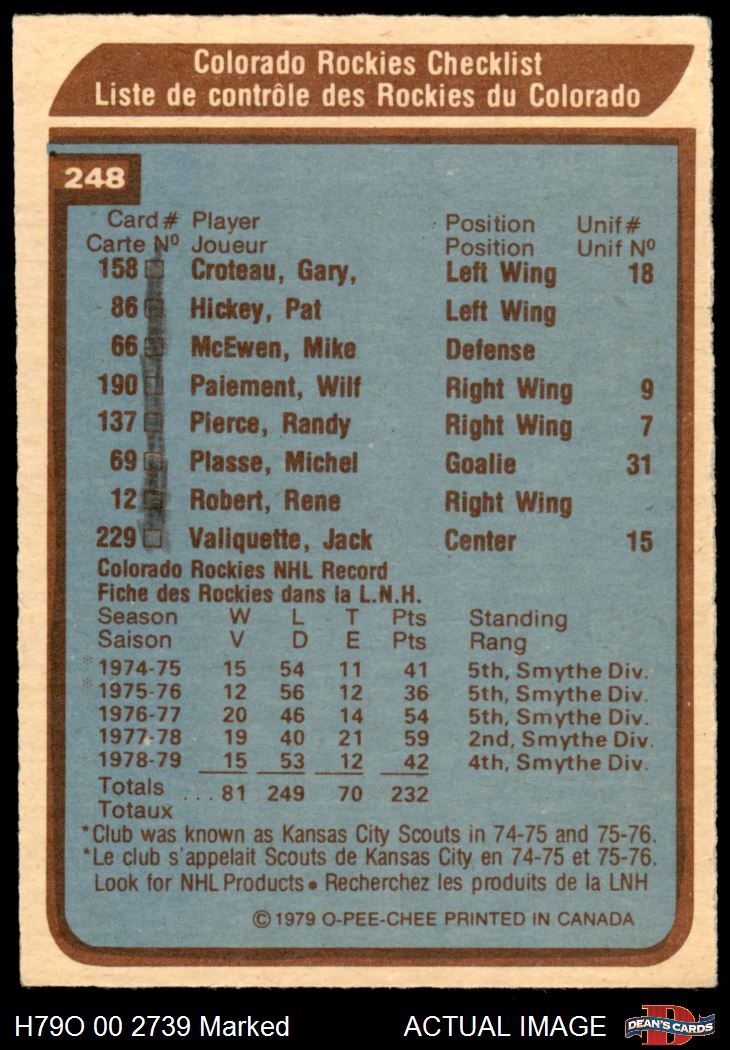 Colorado Rockies Checklist
Liste de contrôle des Rockies du Colorado
248
Card # Player Position Unif #
Carte Nº Joueur Position Unif Nº
158 Croteau, Gary, Left Wing 18
86 Hickey, Pat Left Wing
66 McEwen, Mike Defense
190 Paiement, Wilf Right Wing 9
137 Pierce, Randy Right Wing 7
69 Plasse, Michel Goalie 31
12 Robert, Rene Right Wing
229 Valiquette, Jack Center 15
Colorado Rockies NHL Record
Fiche des Rockies dans la L.N.H.
Season W L T Pts Standing
Saison V D E Pts Rang
*1974-75 15 54 11 41 5th, Smythe Div.
*1975-76 12 56 12 36 5th, Smythe Div.
1976-77 20 46 14 54 5th, Smythe Div.
1977-78 19 40 21 59 2nd, Smythe Div.
1978-79 15 53 12 42 4th, Smythe Div.
Totals ... 81 249 70 232
Totaux
*Club was known as Kansas City Scouts in 74-75 and 75-76.
*Le club s'appelait Scouts de Kansas City en 74-75 et 75-76.
Look for NHL Products • Recherchez les produits de la LNH
© 1979 O-PEE-CHEE PRINTED IN CANADA
H79O 00 2739 Marked ACTUAL IMAGE D DEAN'S CARDS